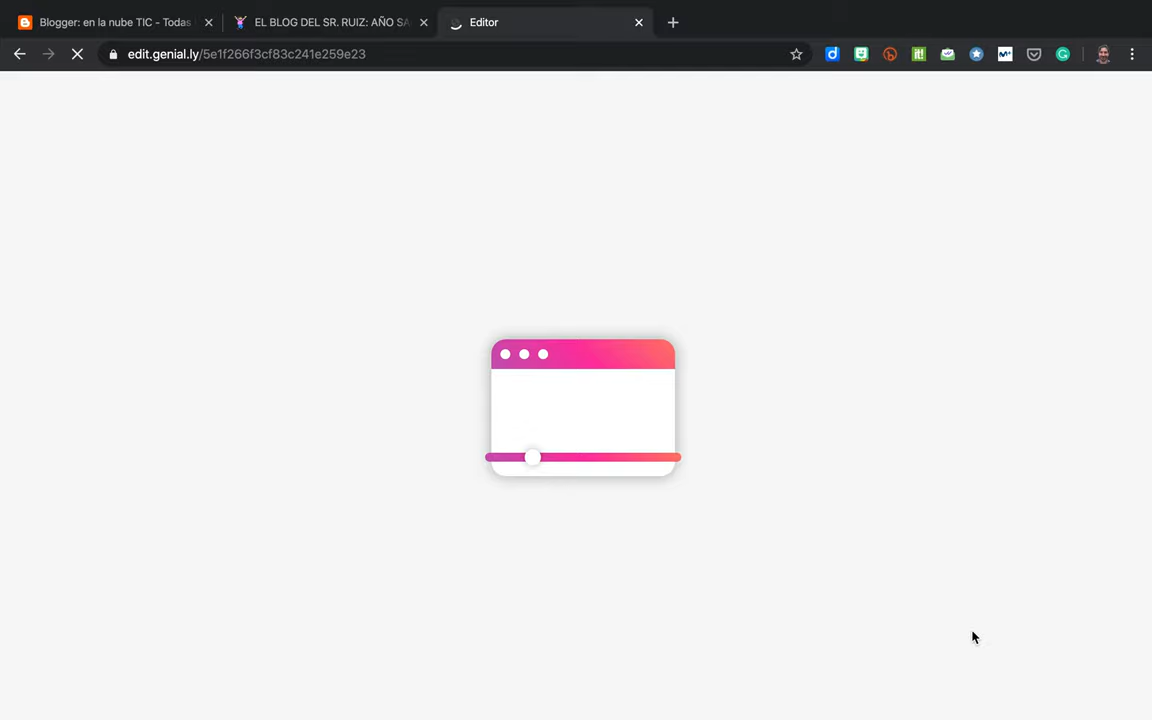 Blogger: en la nube TIC - Todas
EL BLOG DEL SR. RUIZ: AÑO SA
Editor
edit.genial.ly/5e1f266f3cf83c241e259e23